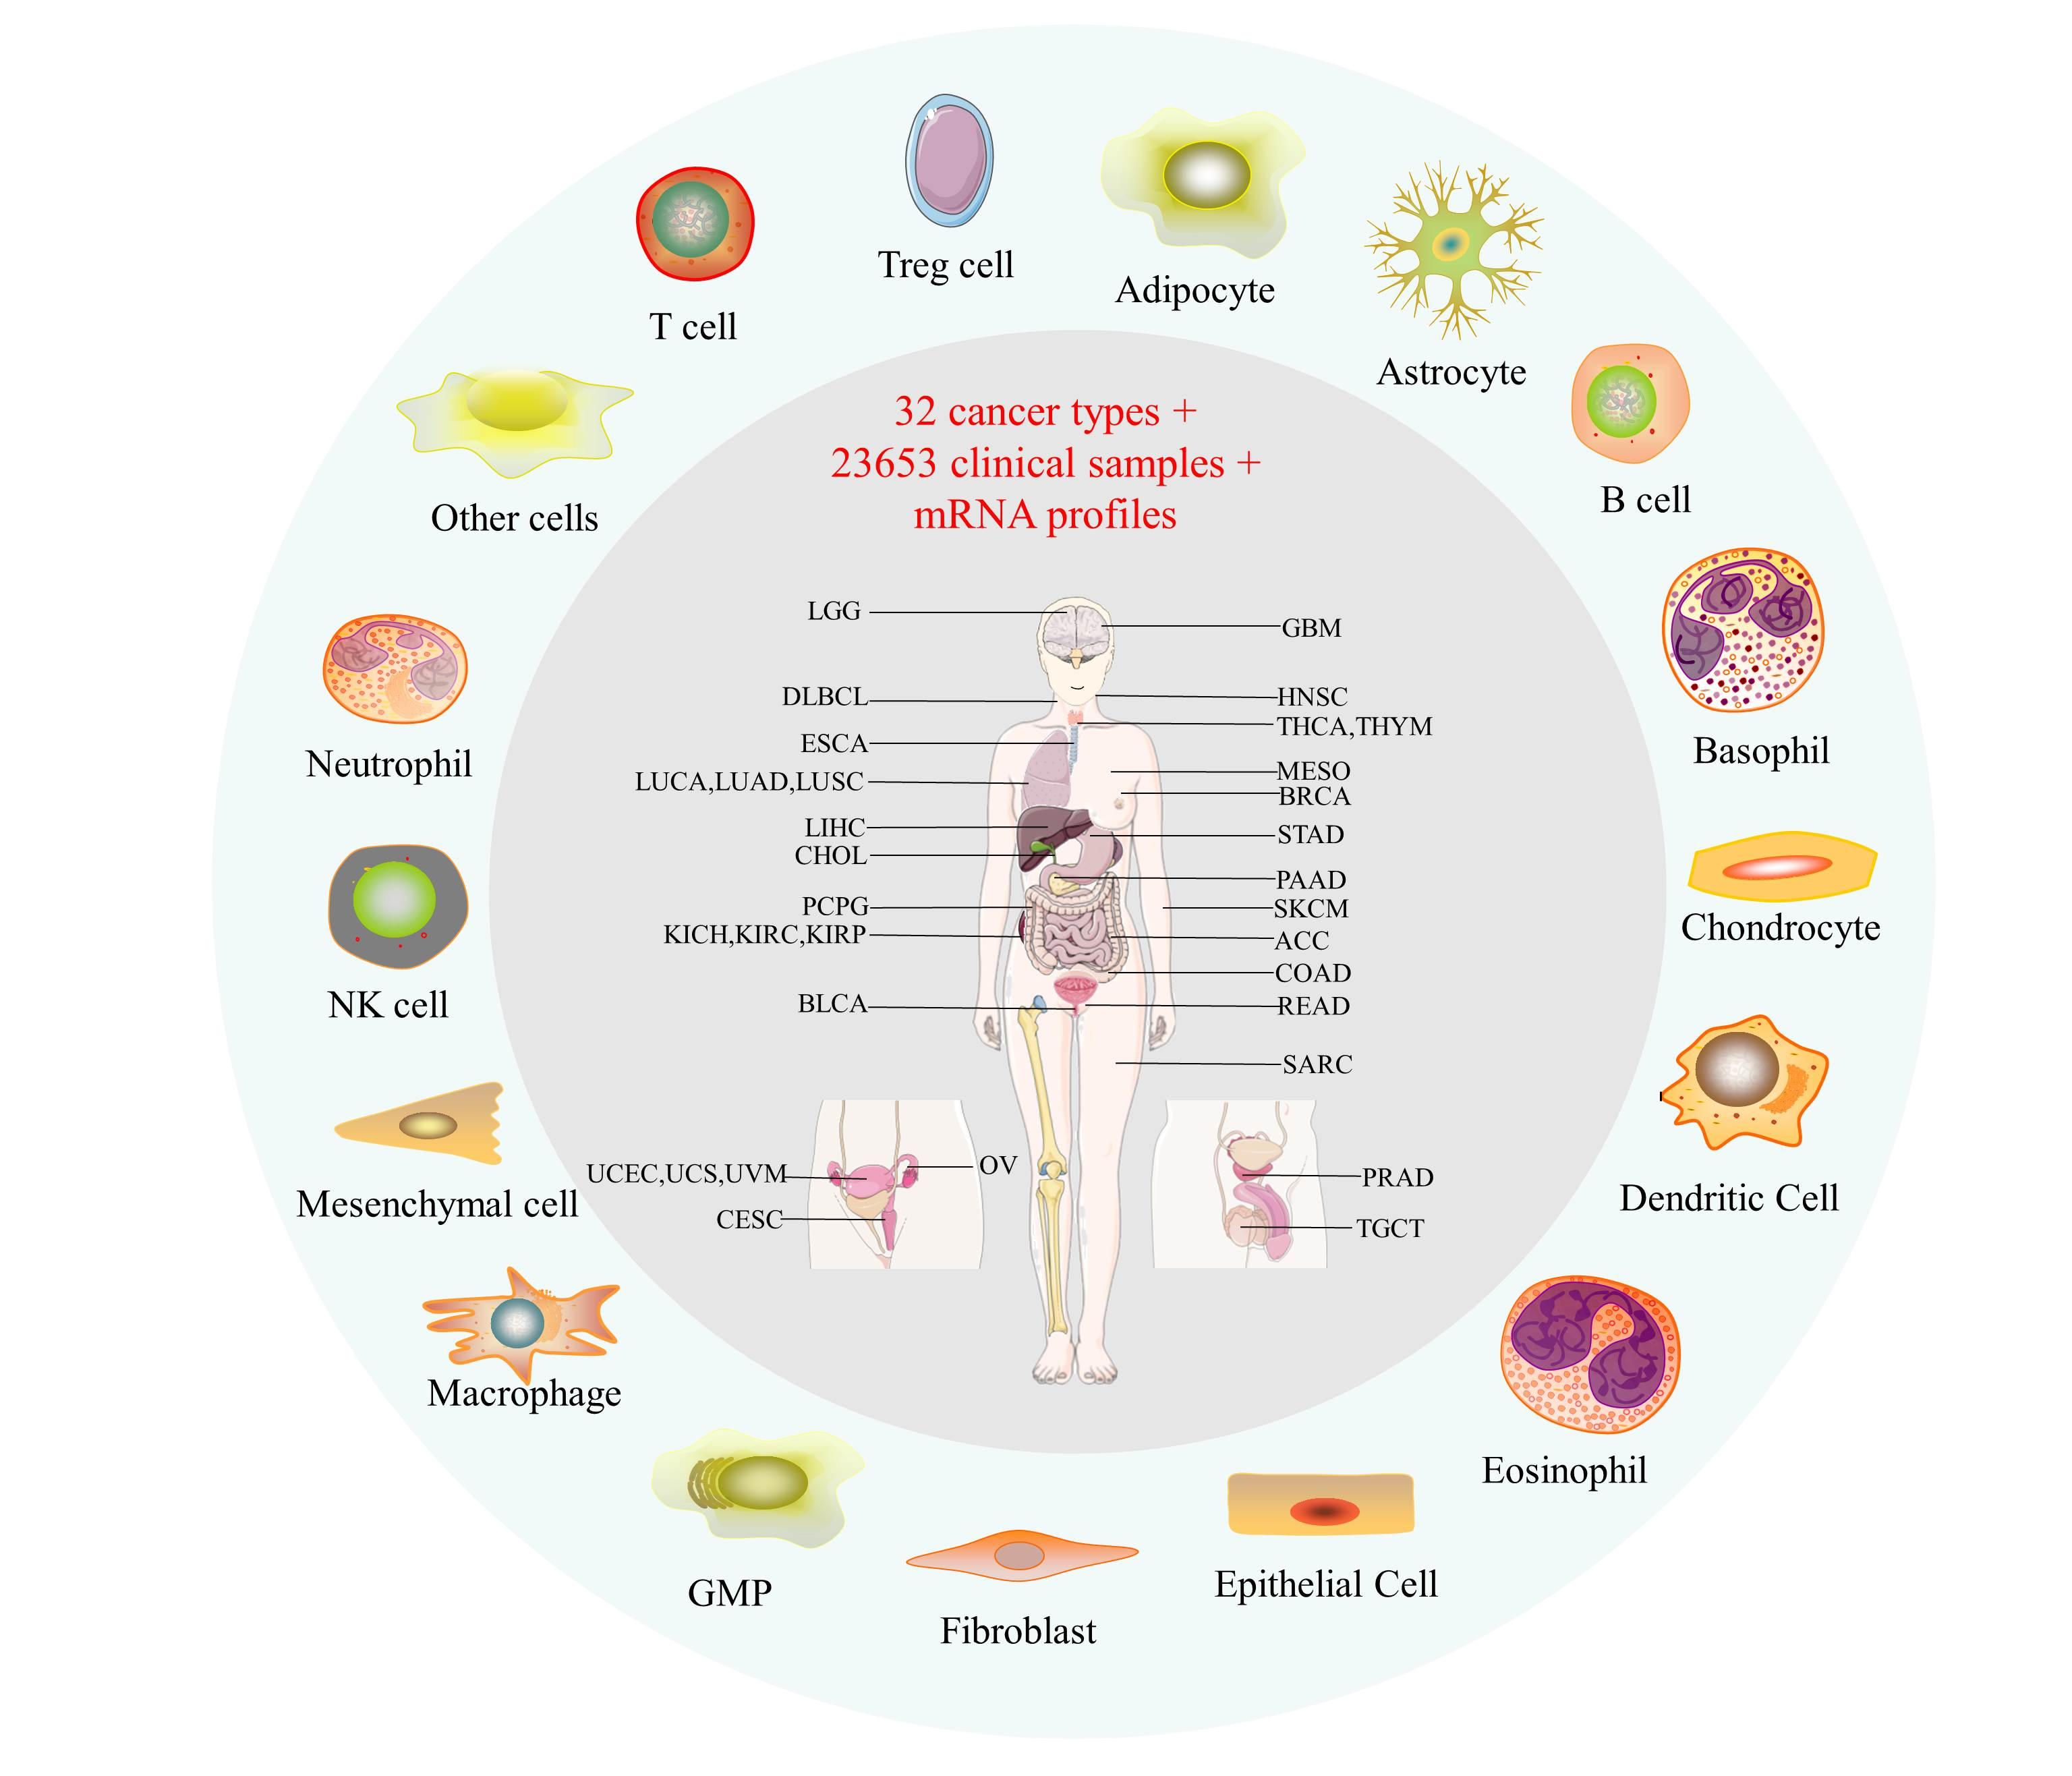 Treg cell
Adipocyte
T cell
Astrocyte
Other cells
B cell
32 cancer types +
23653 clinical samples +
mRNA profiles
Neutrophil
Basophil
NK cell
Chondrocyte
Mesenchymal cell
Dendritic Cell
Macrophage
Eosinophil
GMP
Fibroblast
Epithelial Cell
LGG
DLBCL
ESCA
LUCA,LUAD,LUSC
LIHC
CHOL
PCPG
KICH,KIRC,KIRP
BLCA
GBM
HNSC
THCA,THYM
MESO
BRCA
STAD
PAAD
SKCM
ACC
COAD
READ
SARC
UCEC,UCS,UVM
OV
CESC
PRAD
TGCT